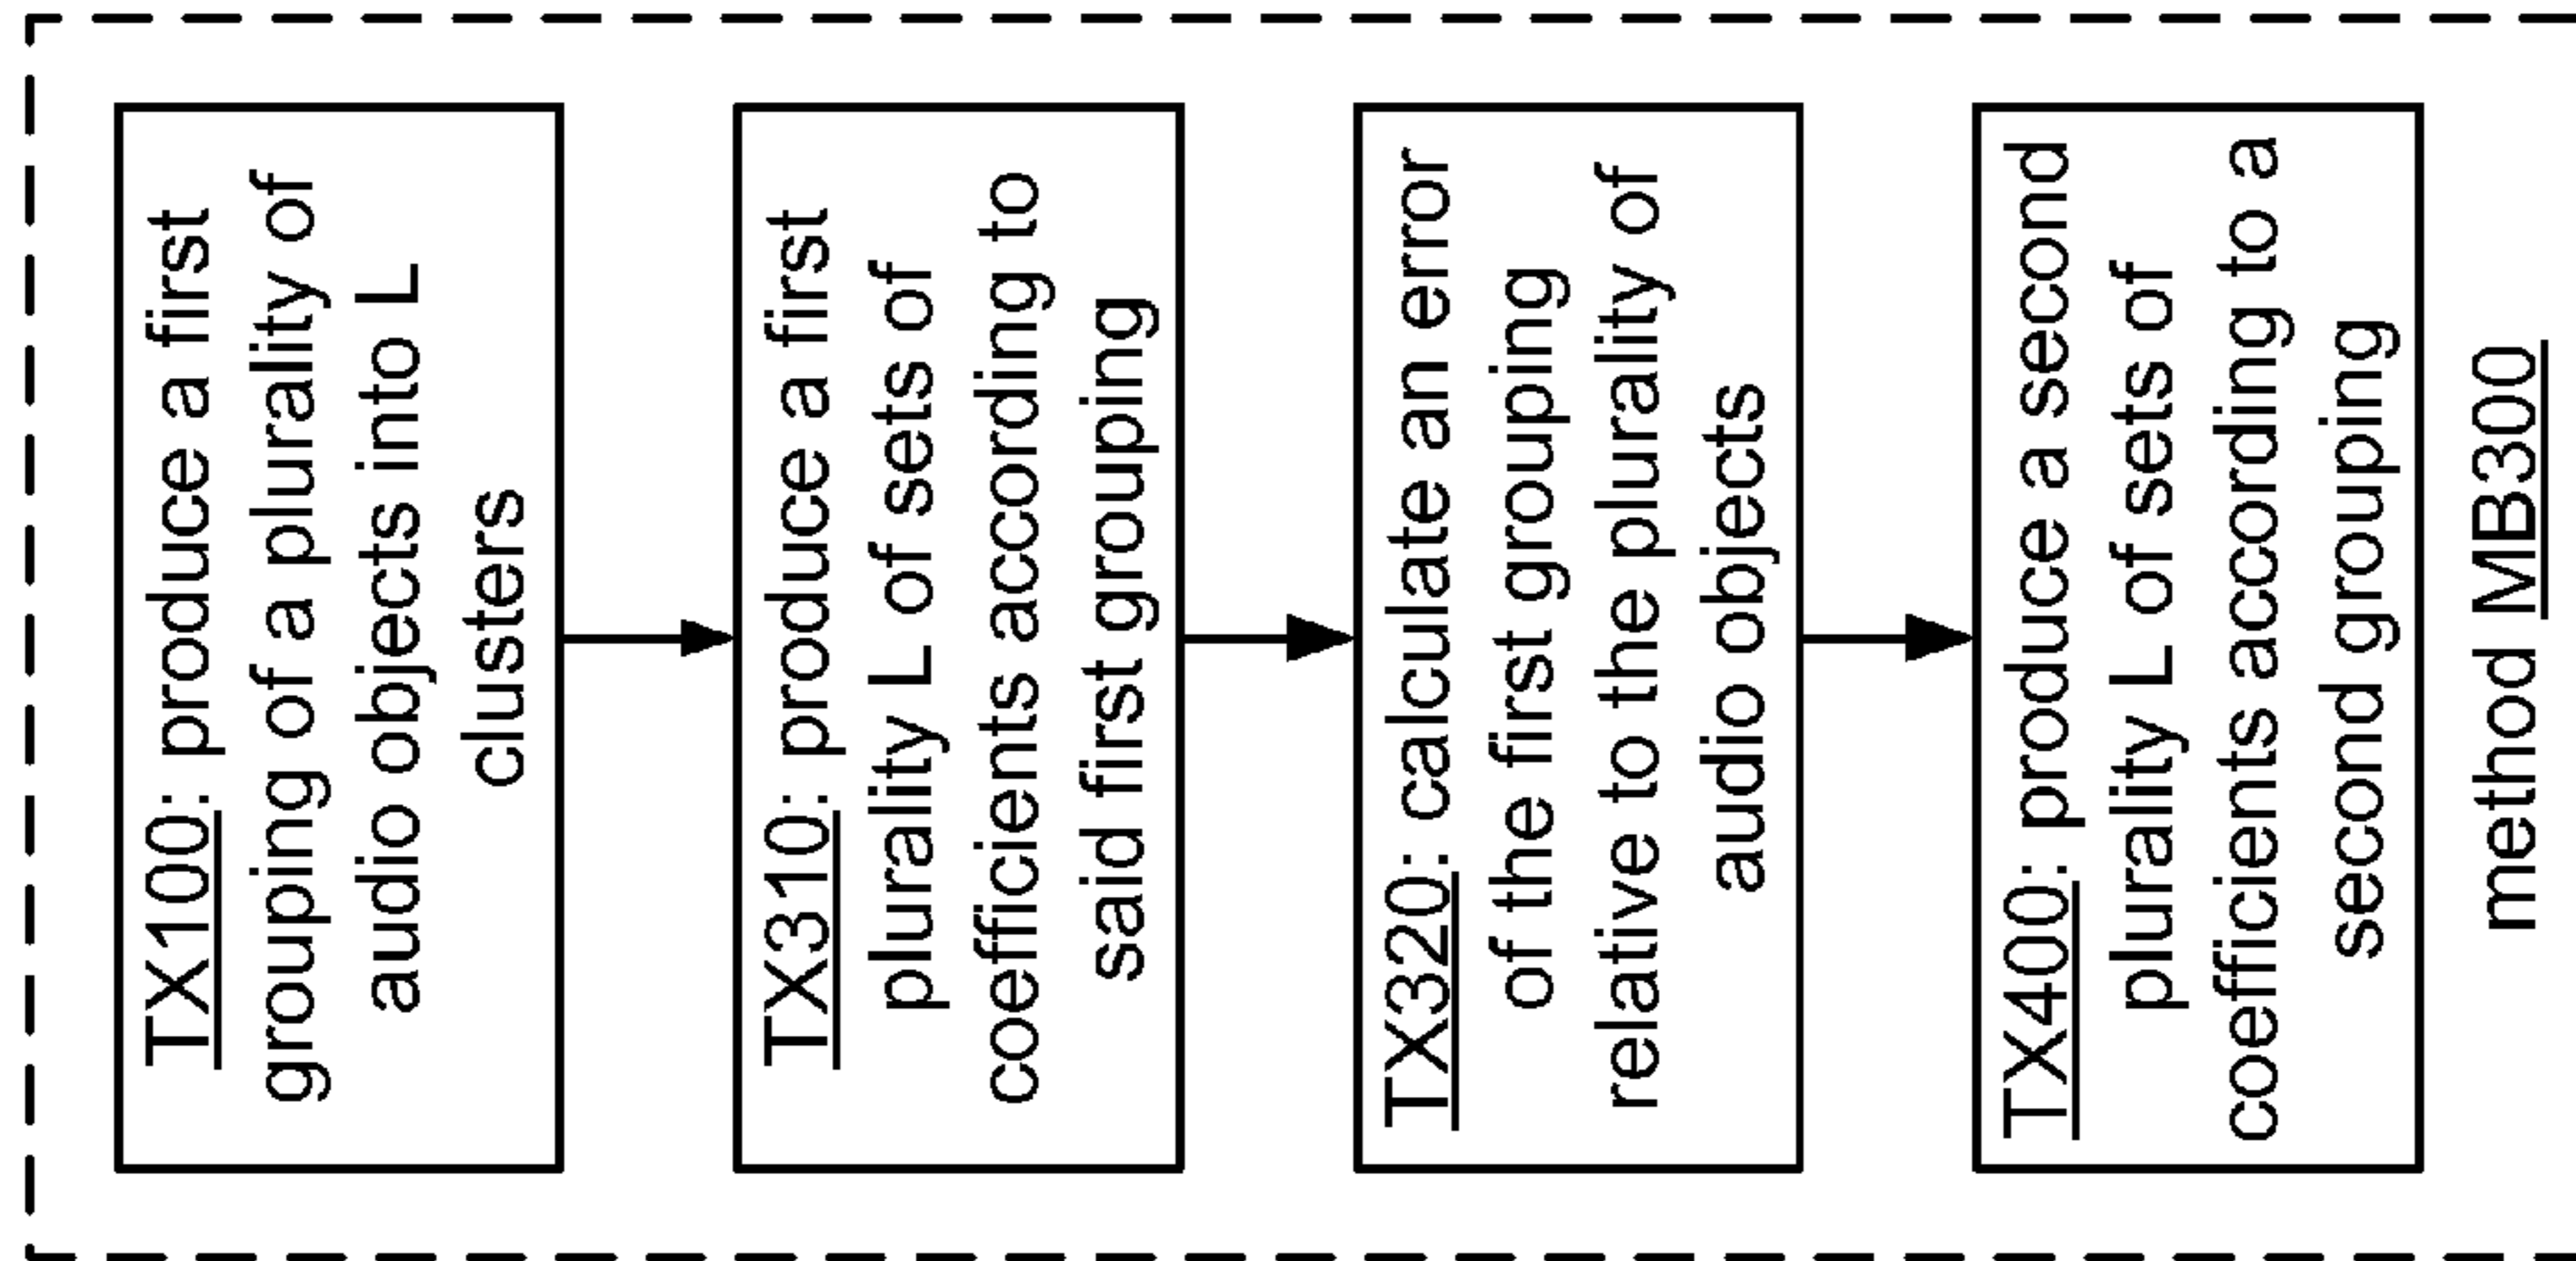 TX100: produce a first
grouping of a plurality of
audio objects into L
clusters
TX310: produce a first
plurality L of sets of
coefficients according to
said first grouping
TX320: calculate an error
of the first grouping
relative to the plurality of
audio objects
TX400: produce a second
plurality L of sets of
coefficients according to a
second grouping
method MB300